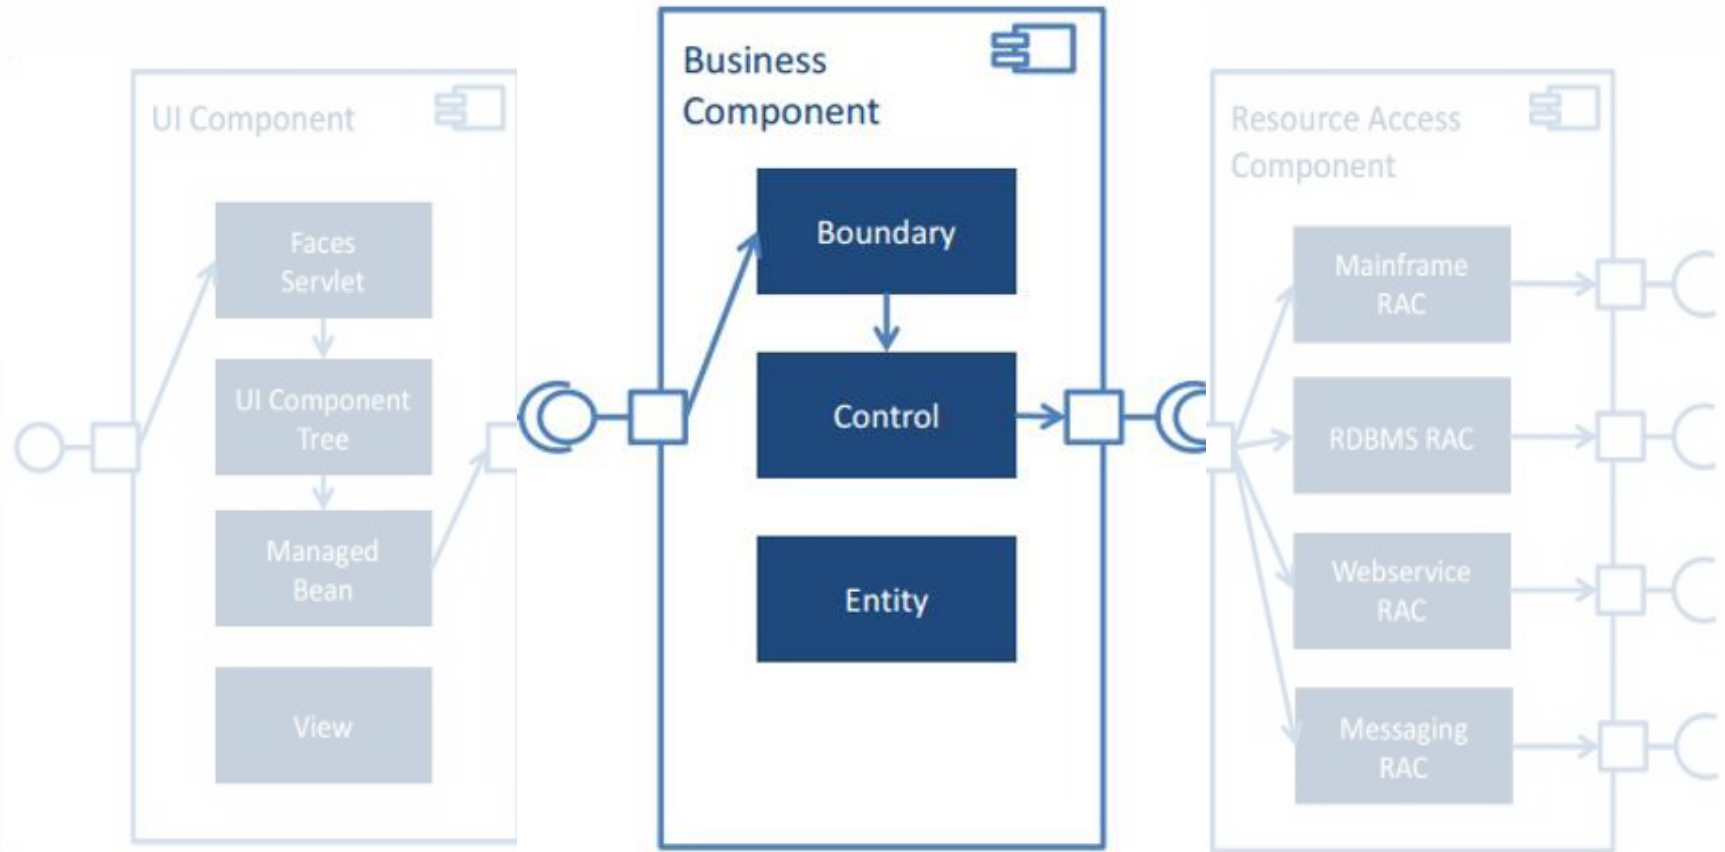 UI Component
Faces
Servlet
UI Component
Tree
Managed
Bean
View
Business
Component
Boundary
Control
Entity
Resource Access
Component
Mainframe
RAC
RDBMS RAC
Webservice
RAC
Messaging
RAC